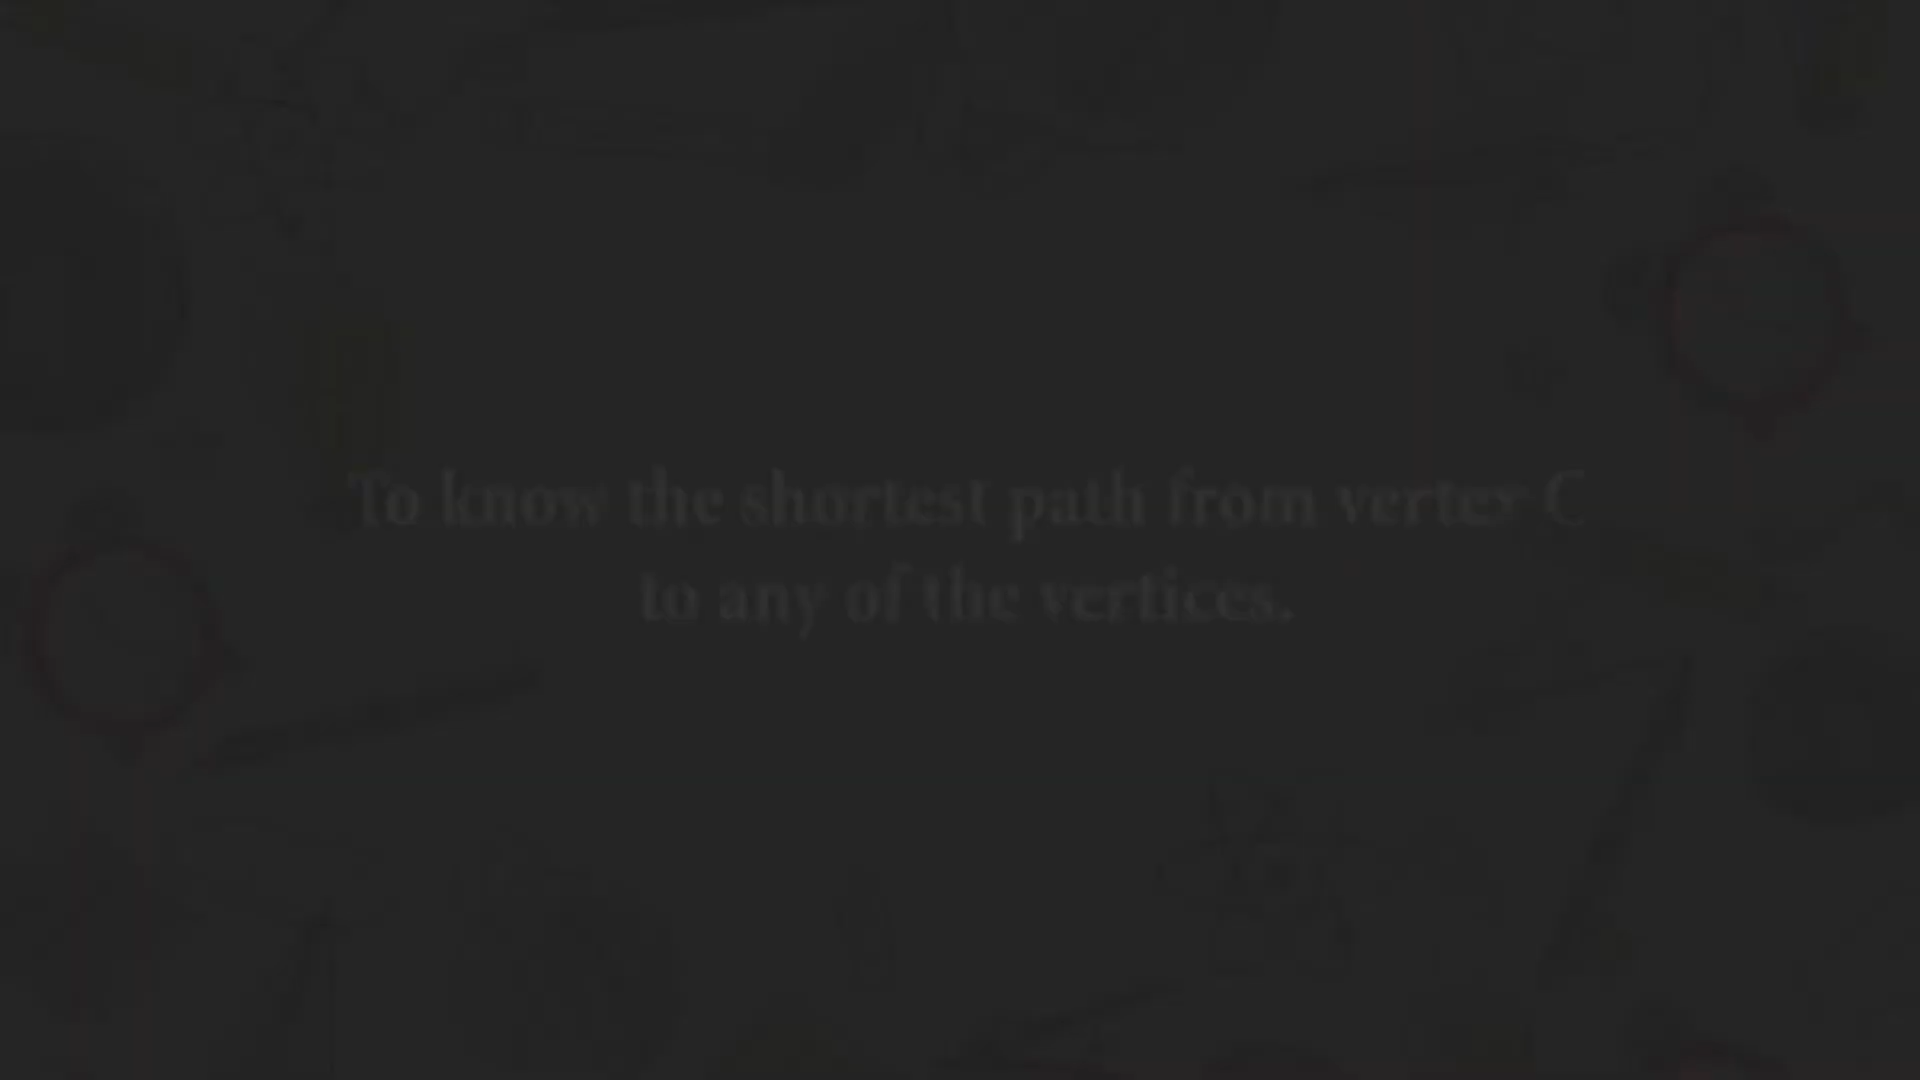 To know the shortest path from vertex C
to any of the vertices.